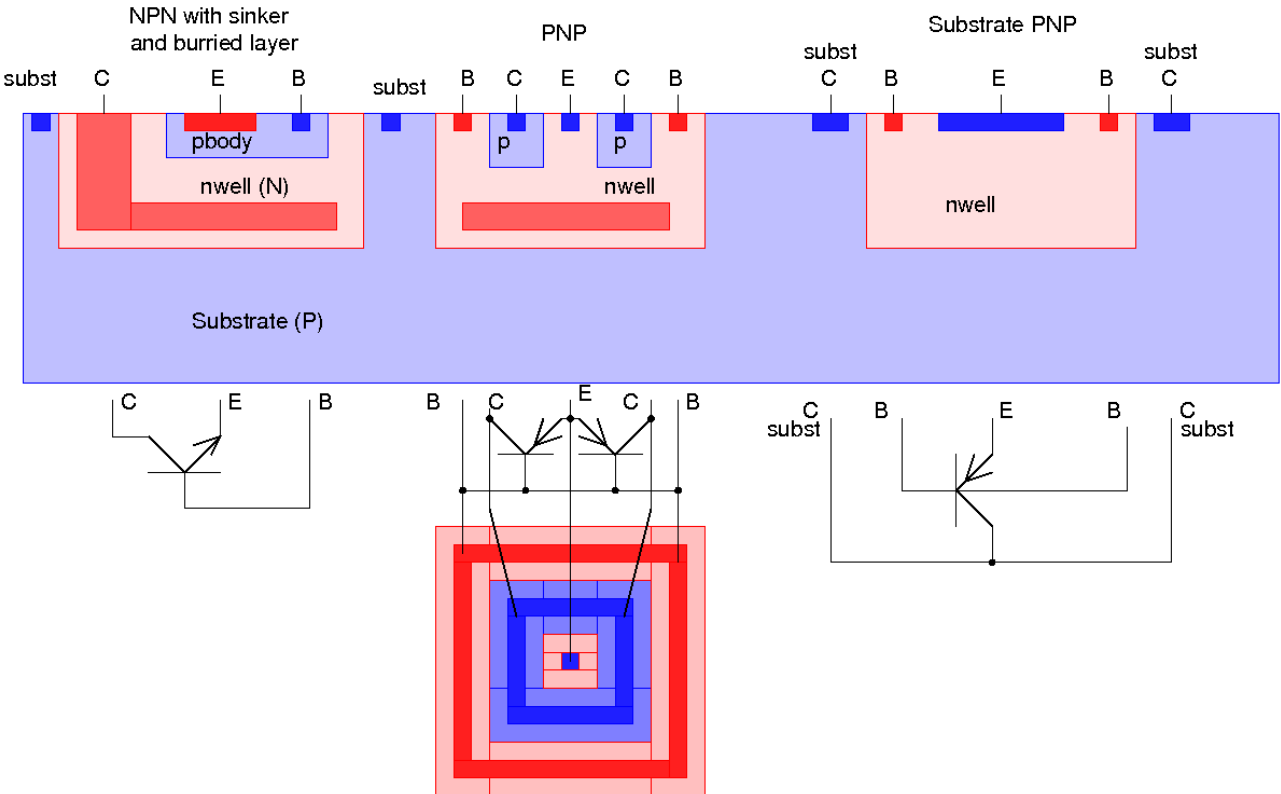 NPN with sinker
and burried layer
PNP
Substrate PNP
subst
C
E
B
subst
B
C
E
C
B
subst
C
B
E
B
subst
C
pbody
nwell (N)
p
p
nwell
nwell
Substrate (P)
C
E
B
B
C
E
C
B
C
subst
B
E
B
C
subst